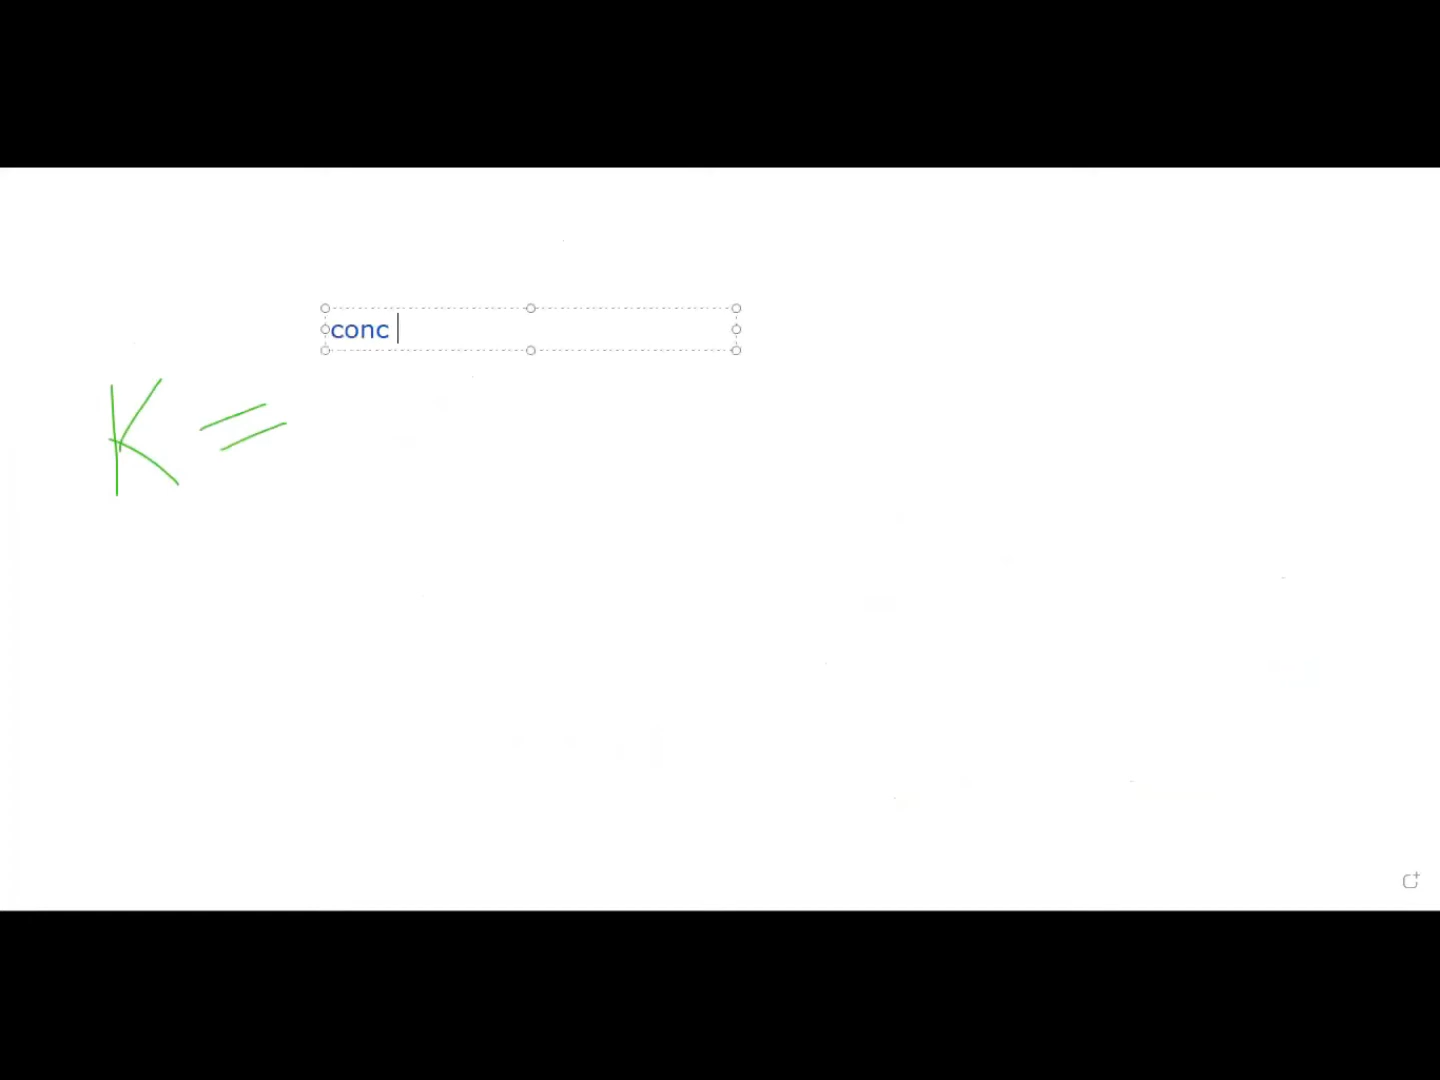 conc
K =